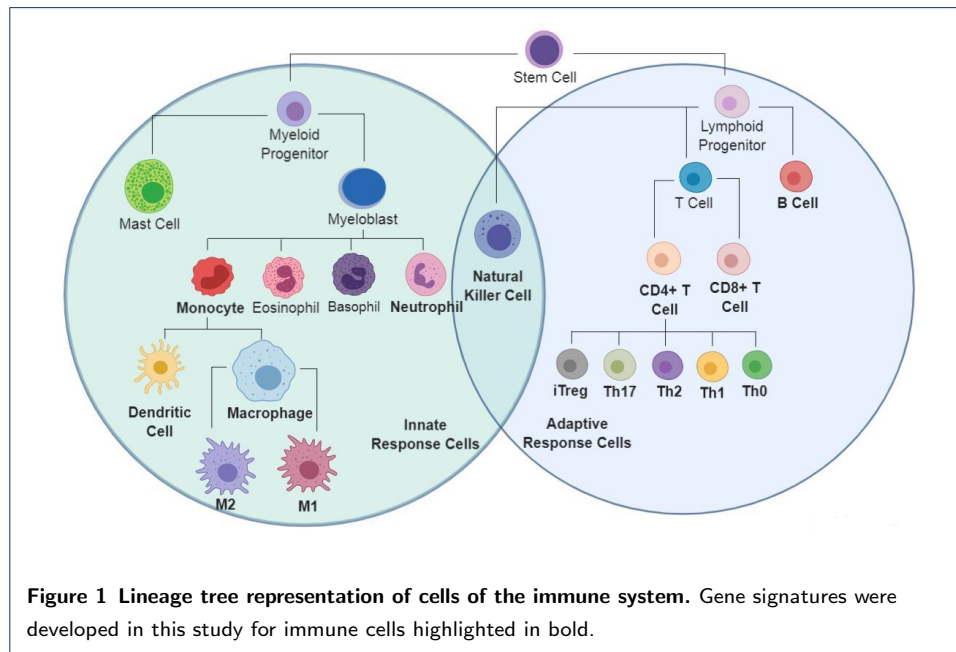 Stem Cell
Myeloid
Progenitor
Lymphoid
Progenitor
Mast Cell
Myeloblast
T Cell
B Cell
Natural
Killer Cell
CD4+ T
Cell
CD8+ T
Cell
Monocyte
Eosinophil
Basophil
Neutrophil
iTreg
Th17
Th2
Th1
Th0
Dendritic
Cell
Macrophage
Innate
Response Cells
Adaptive
Response Cells
M2
M1
Figure 1 Lineage tree representation of cells of the immune system. Gene signatures were
developed in this study for immune cells highlighted in bold.